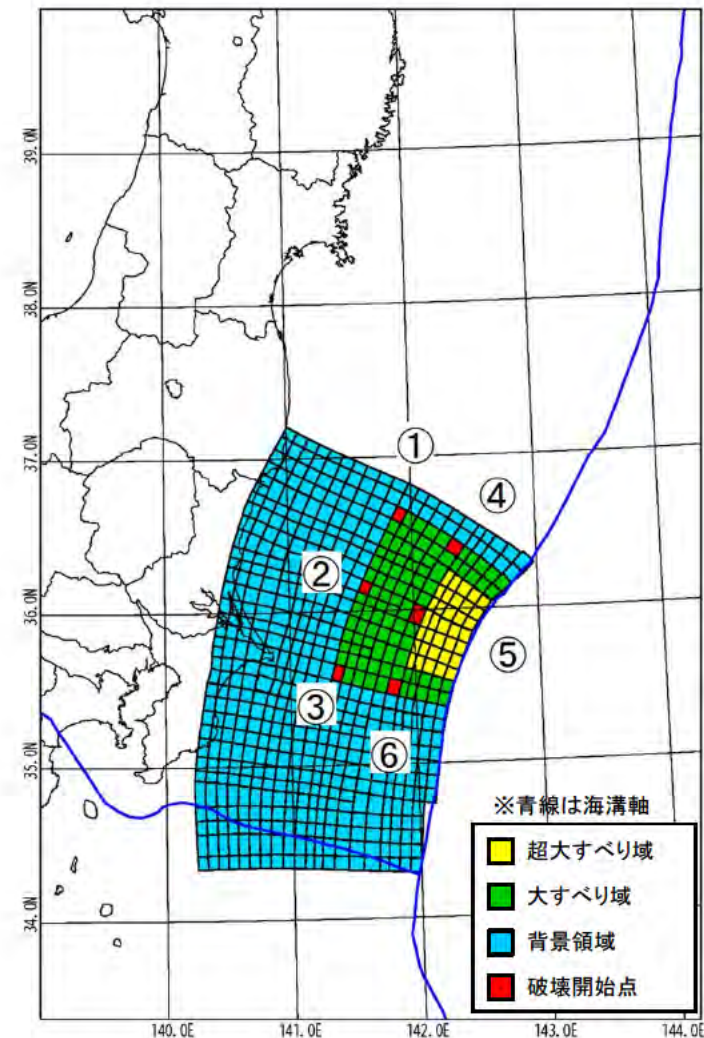 39.0N
38.0N
37.0N
36.0N
35.0N
34.0N
①
④
②
⑤
③
⑥
※青線は海溝軸
超大すべり域
大すべり域
背景領域
破壊開始点
140.0E
141.0E
142.0E
143.0E
144.0E